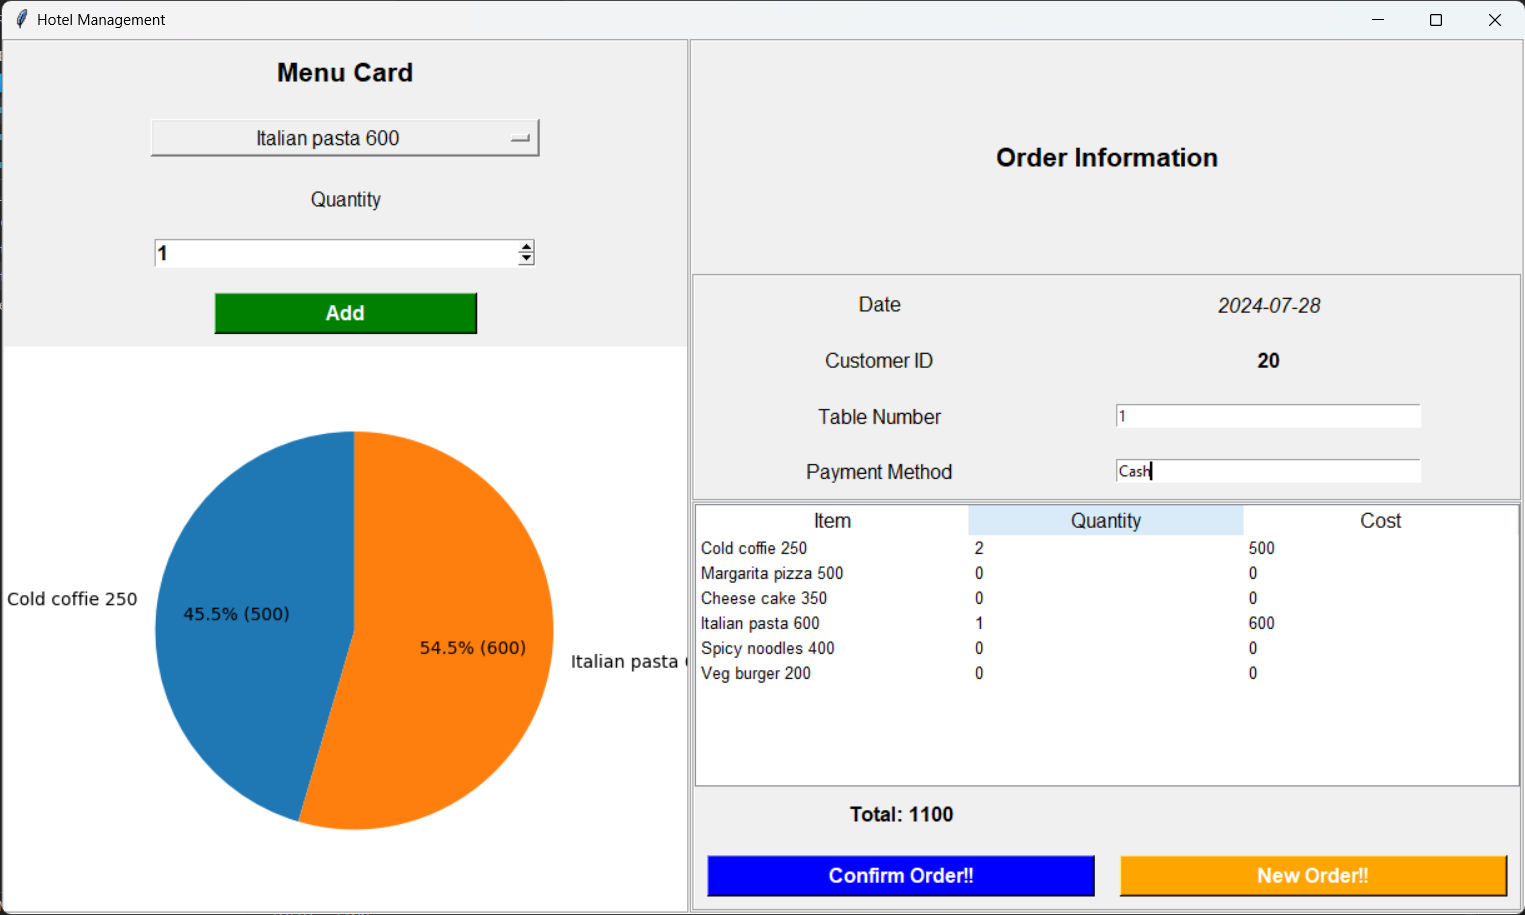 Hotel Management
Menu Card
Italian pasta 600
Quantity
1
Add
Cold coffie 250
45.5% (500)
54.5% (600)
Italian pasta
Order Information
Date 2024-07-28
Customer ID 20
Table Number 1
Payment Method Cash
Item Quantity Cost
Cold coffie 250 2 500
Margarita pizza 500 0 0
Cheese cake 350 0 0
Italian pasta 600 1 600
Spicy noodles 400 0 0
Veg burger 200 0 0
Total: 1100
Confirm Order!! New Order!!